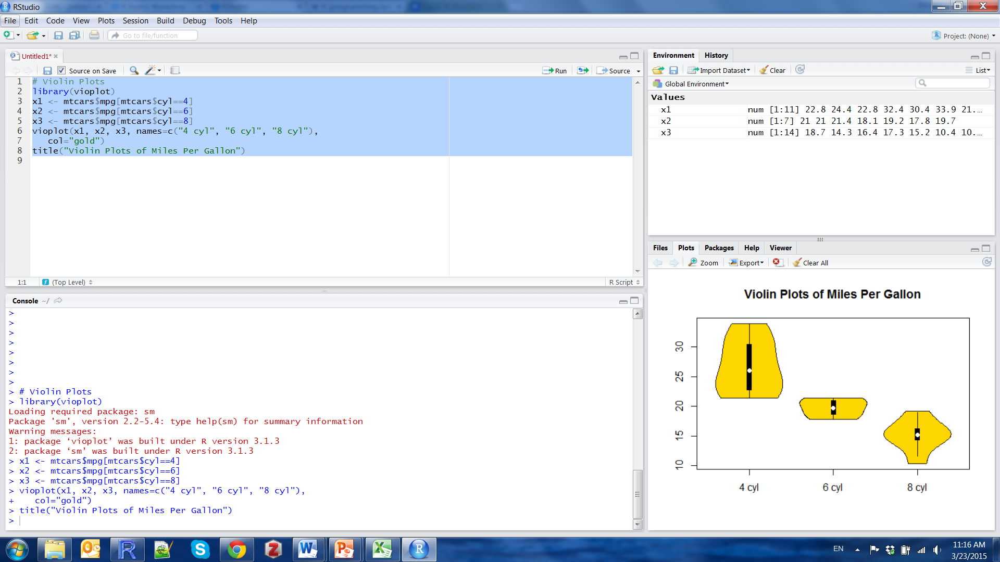 RStudio
File Edit Code View Plots Session Build Debug Tools Help
Go to file/function
Project: (None)
Untitled1*
Source on Save
Run
Source
1 # Violin Plots
2 library(vioplot)
3 x1 <- mtcars$mpg[mtcars$cyl==4]
4 x2 <- mtcars$mpg[mtcars$cyl==6]
5 x3 <- mtcars$mpg[mtcars$cyl==8]
6 vioplot(x1, x2, x3, names=c("4 cyl", "6 cyl", "8 cyl"),
7    col="gold")
8 title("Violin Plots of Miles Per Gallon")
9
1:1 (Top Level) R Script
Console ~/
>
>
>
>
>
>
>
>
> # Violin Plots
> library(vioplot)
Loading required package: sm
Package 'sm', version 2.2-5.4: type help(sm) for summary information
Warning messages:
1: package ‘vioplot’ was built under R version 3.1.3
2: package ‘sm’ was built under R version 3.1.3
> x1 <- mtcars$mpg[mtcars$cyl==4]
> x2 <- mtcars$mpg[mtcars$cyl==6]
> x3 <- mtcars$mpg[mtcars$cyl==8]
> vioplot(x1, x2, x3, names=c("4 cyl", "6 cyl", "8 cyl"),
+    col="gold")
> title("Violin Plots of Miles Per Gallon")
>
Environment History
Import Dataset Clear List
Global Environment
Values
x1 num [1:11] 22.8 24.4 22.8 32.4 30.4 33.9 21.…
x2 num [1:7] 21 21 21.4 18.1 19.2 17.8 19.7
x3 num [1:14] 18.7 14.3 16.4 17.3 15.2 10.4 10.…
Files Plots Packages Help Viewer
Zoom Export Clear All
Violin Plots of Miles Per Gallon
30
25
20
15
10
4 cyl 6 cyl 8 cyl
EN
11:16 AM
3/23/2015